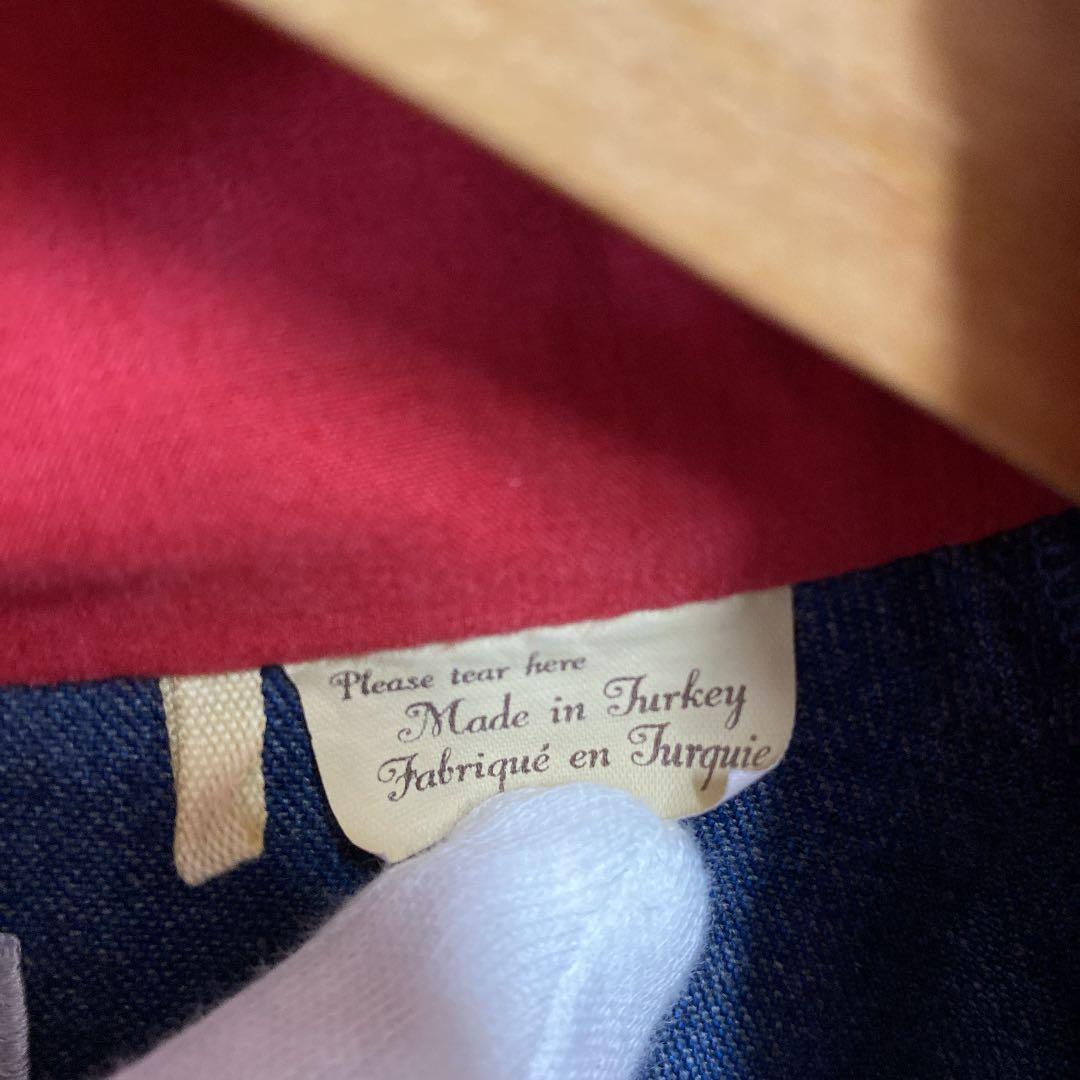 Please tear here
Made in Turkey
Fabriqué en Turquie